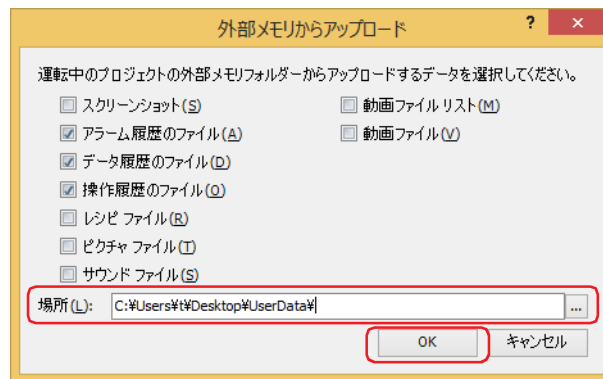 外部メモリからアップロード ? ×
運転中のプロジェクトの外部メモリフォルダーからアップロードするデータを選択してください。
スクリーンショット(S) 動画ファイル リスト(M)
アラーム履歴のファイル(A) 動画ファイル(V)
データ履歴のファイル(D)
操作履歴のファイル(O)
レシピ ファイル(R)
ピクチャ ファイル(T)
サウンド ファイル(S)
場所(L): C:¥Users¥t¥Desktop¥UserData¥ ...
OK キャンセル